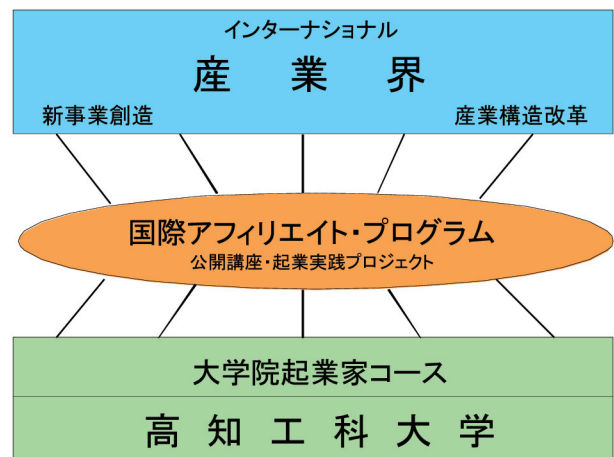 インターナショナル
産業界
新事業創造 産業構造改革
国際アフィリエイト・プログラム
公開講座・起業実践プロジェクト
大学院起業家コース
高知工科大学